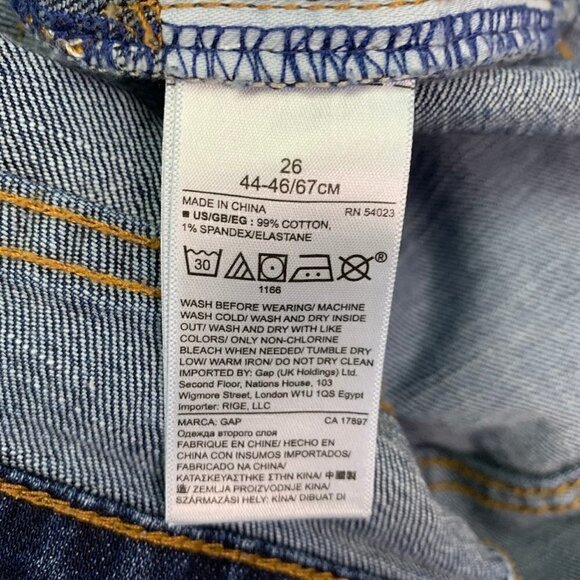 26
44-46/67CM
MADE IN CHINA RN 54023
■ US/GB/EG : 99% COTTON,
1% SPANDEX/ELASTANE
30
®
1166
WASH BEFORE WEARING/ MACHINE
WASH COLD/ WASH AND DRY INSIDE
OUT/ WASH AND DRY WITH LIKE
COLORS/ ONLY NON-CHLORINE
BLEACH WHEN NEEDED/ TUMBLE DRY
LOW/ WARM IRON/ DO NOT DRY CLEAN
IMPORTED BY: Gap (UK Holdings) Ltd.
Second Floor, Nations House, 103
Wigmore Street, London W1U 1QS Egypt
Importer: RIGE, LLC
MARCA: GAP CA 17897
Одежда второго слоя
FABRIQUE EN CHINE/ HECHO EN
CHINA CON INSUMOS IMPORTADOS/
FABRICADO NA CHINA/
ΚΑΤΑΣΚΕΥΑΣΤΗΚΕ ΣΤΗΝ ΚΙΝΑ/ 中國製
造/ ZEMLJA PROIZVODNJE KINA/
SZÁRMAZÁSI HELY: KÍNA/ DIBUAT DI